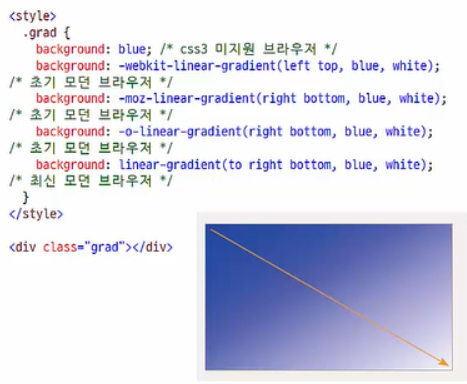 <style>
.grad {
background: blue; /* css3 미지원 브라우저 */
background: -webkit-linear-gradient(left top, blue, white);
/* 초기 모던 브라우저 */
background: -moz-linear-gradient(right bottom, blue, white);
/* 초기 모던 브라우저 */
background: -o-linear-gradient(right bottom, blue, white);
/* 초기 모던 브라우저 */
background: linear-gradient(to right bottom, blue, white);
/* 최신 모던 브라우저 */
}
</style>
<div class="grad"></div>